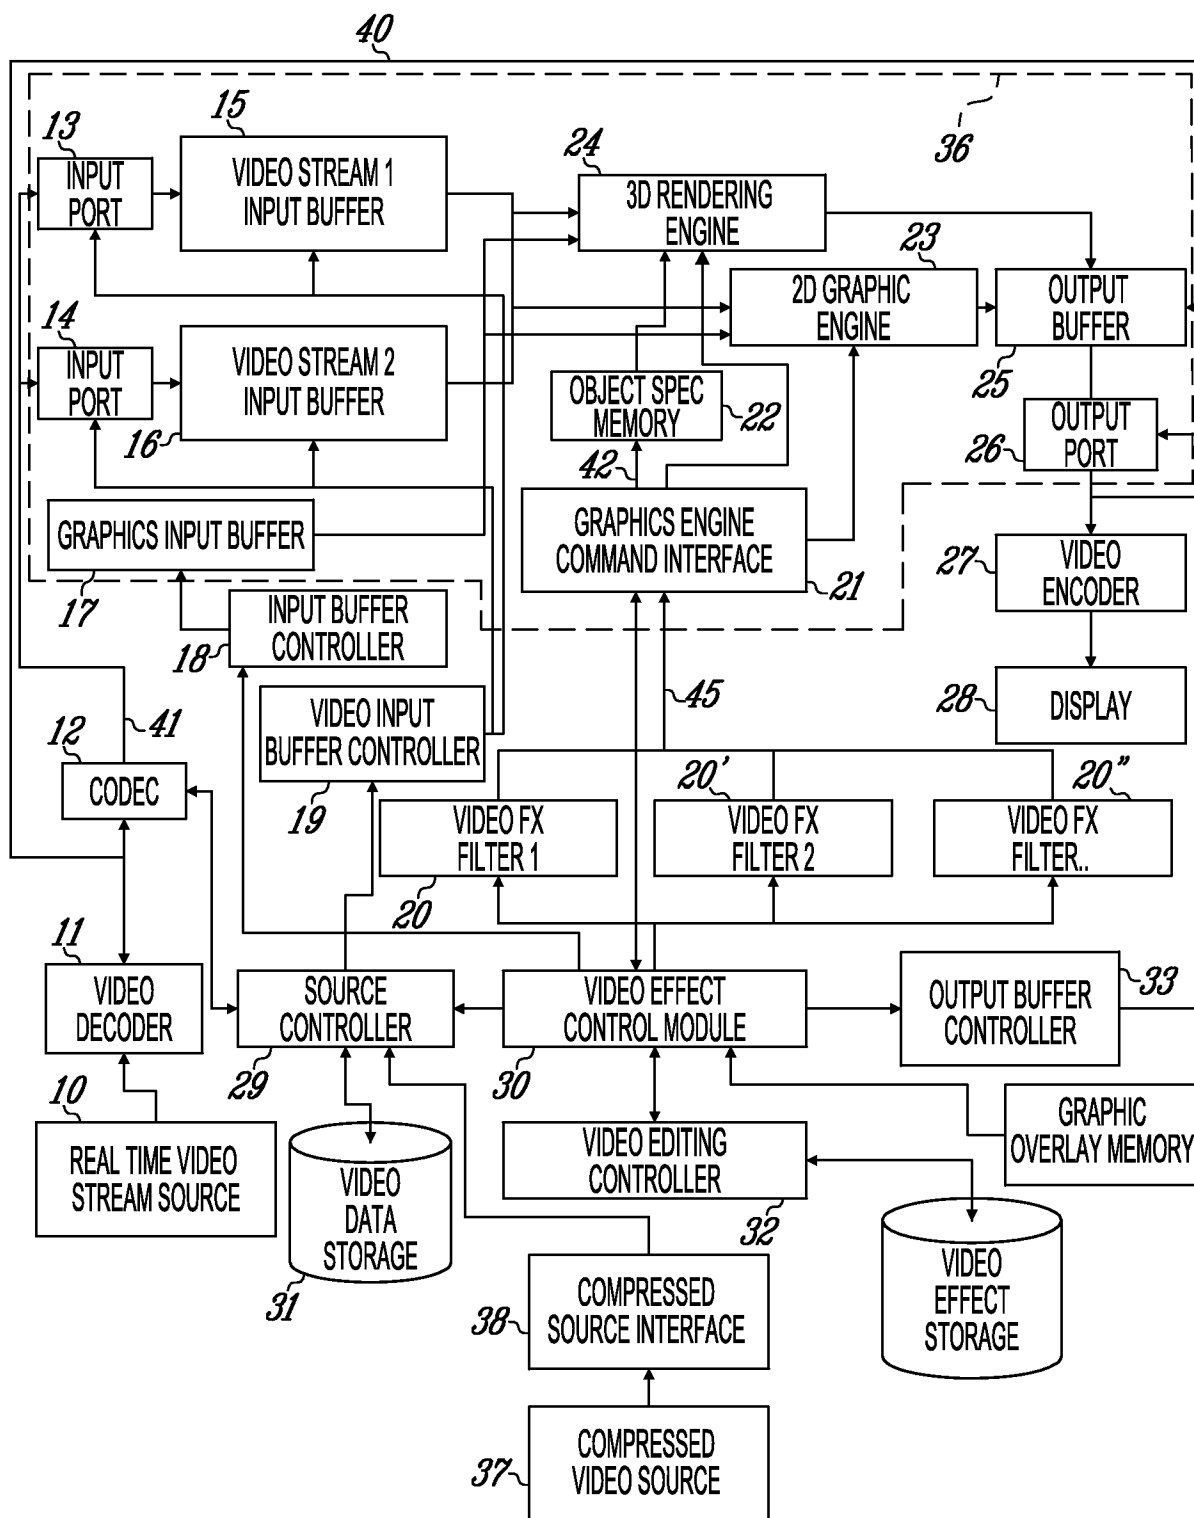 40
36
13
INPUT
PORT
15
VIDEO STREAM 1
INPUT BUFFER
24
3D RENDERING
ENGINE
23
2D GRAPHIC
ENGINE
OUTPUT
BUFFER
25
14
INPUT
PORT
VIDEO STREAM 2
INPUT BUFFER
16
OBJECT SPEC
MEMORY
22
42
OUTPUT
PORT
26
GRAPHICS INPUT BUFFER
17
GRAPHICS ENGINE
COMMAND INTERFACE
21
27
VIDEO
ENCODER
INPUT BUFFER
CONTROLLER
18
28
DISPLAY
VIDEO INPUT
BUFFER CONTROLLER
19
45
41
12
CODEC
VIDEO FX
FILTER 1
20
20'
VIDEO FX
FILTER 2
20"
VIDEO FX
FILTER..
11
VIDEO
DECODER
SOURCE
CONTROLLER
29
VIDEO EFFECT
CONTROL MODULE
30
OUTPUT BUFFER
CONTROLLER
33
10
REAL TIME VIDEO
STREAM SOURCE
VIDEO
DATA
STORAGE
31
VIDEO EDITING
CONTROLLER
32
GRAPHIC
OVERLAY MEMORY
VIDEO
EFFECT
STORAGE
38
COMPRESSED
SOURCE INTERFACE
37
COMPRESSED
VIDEO SOURCE